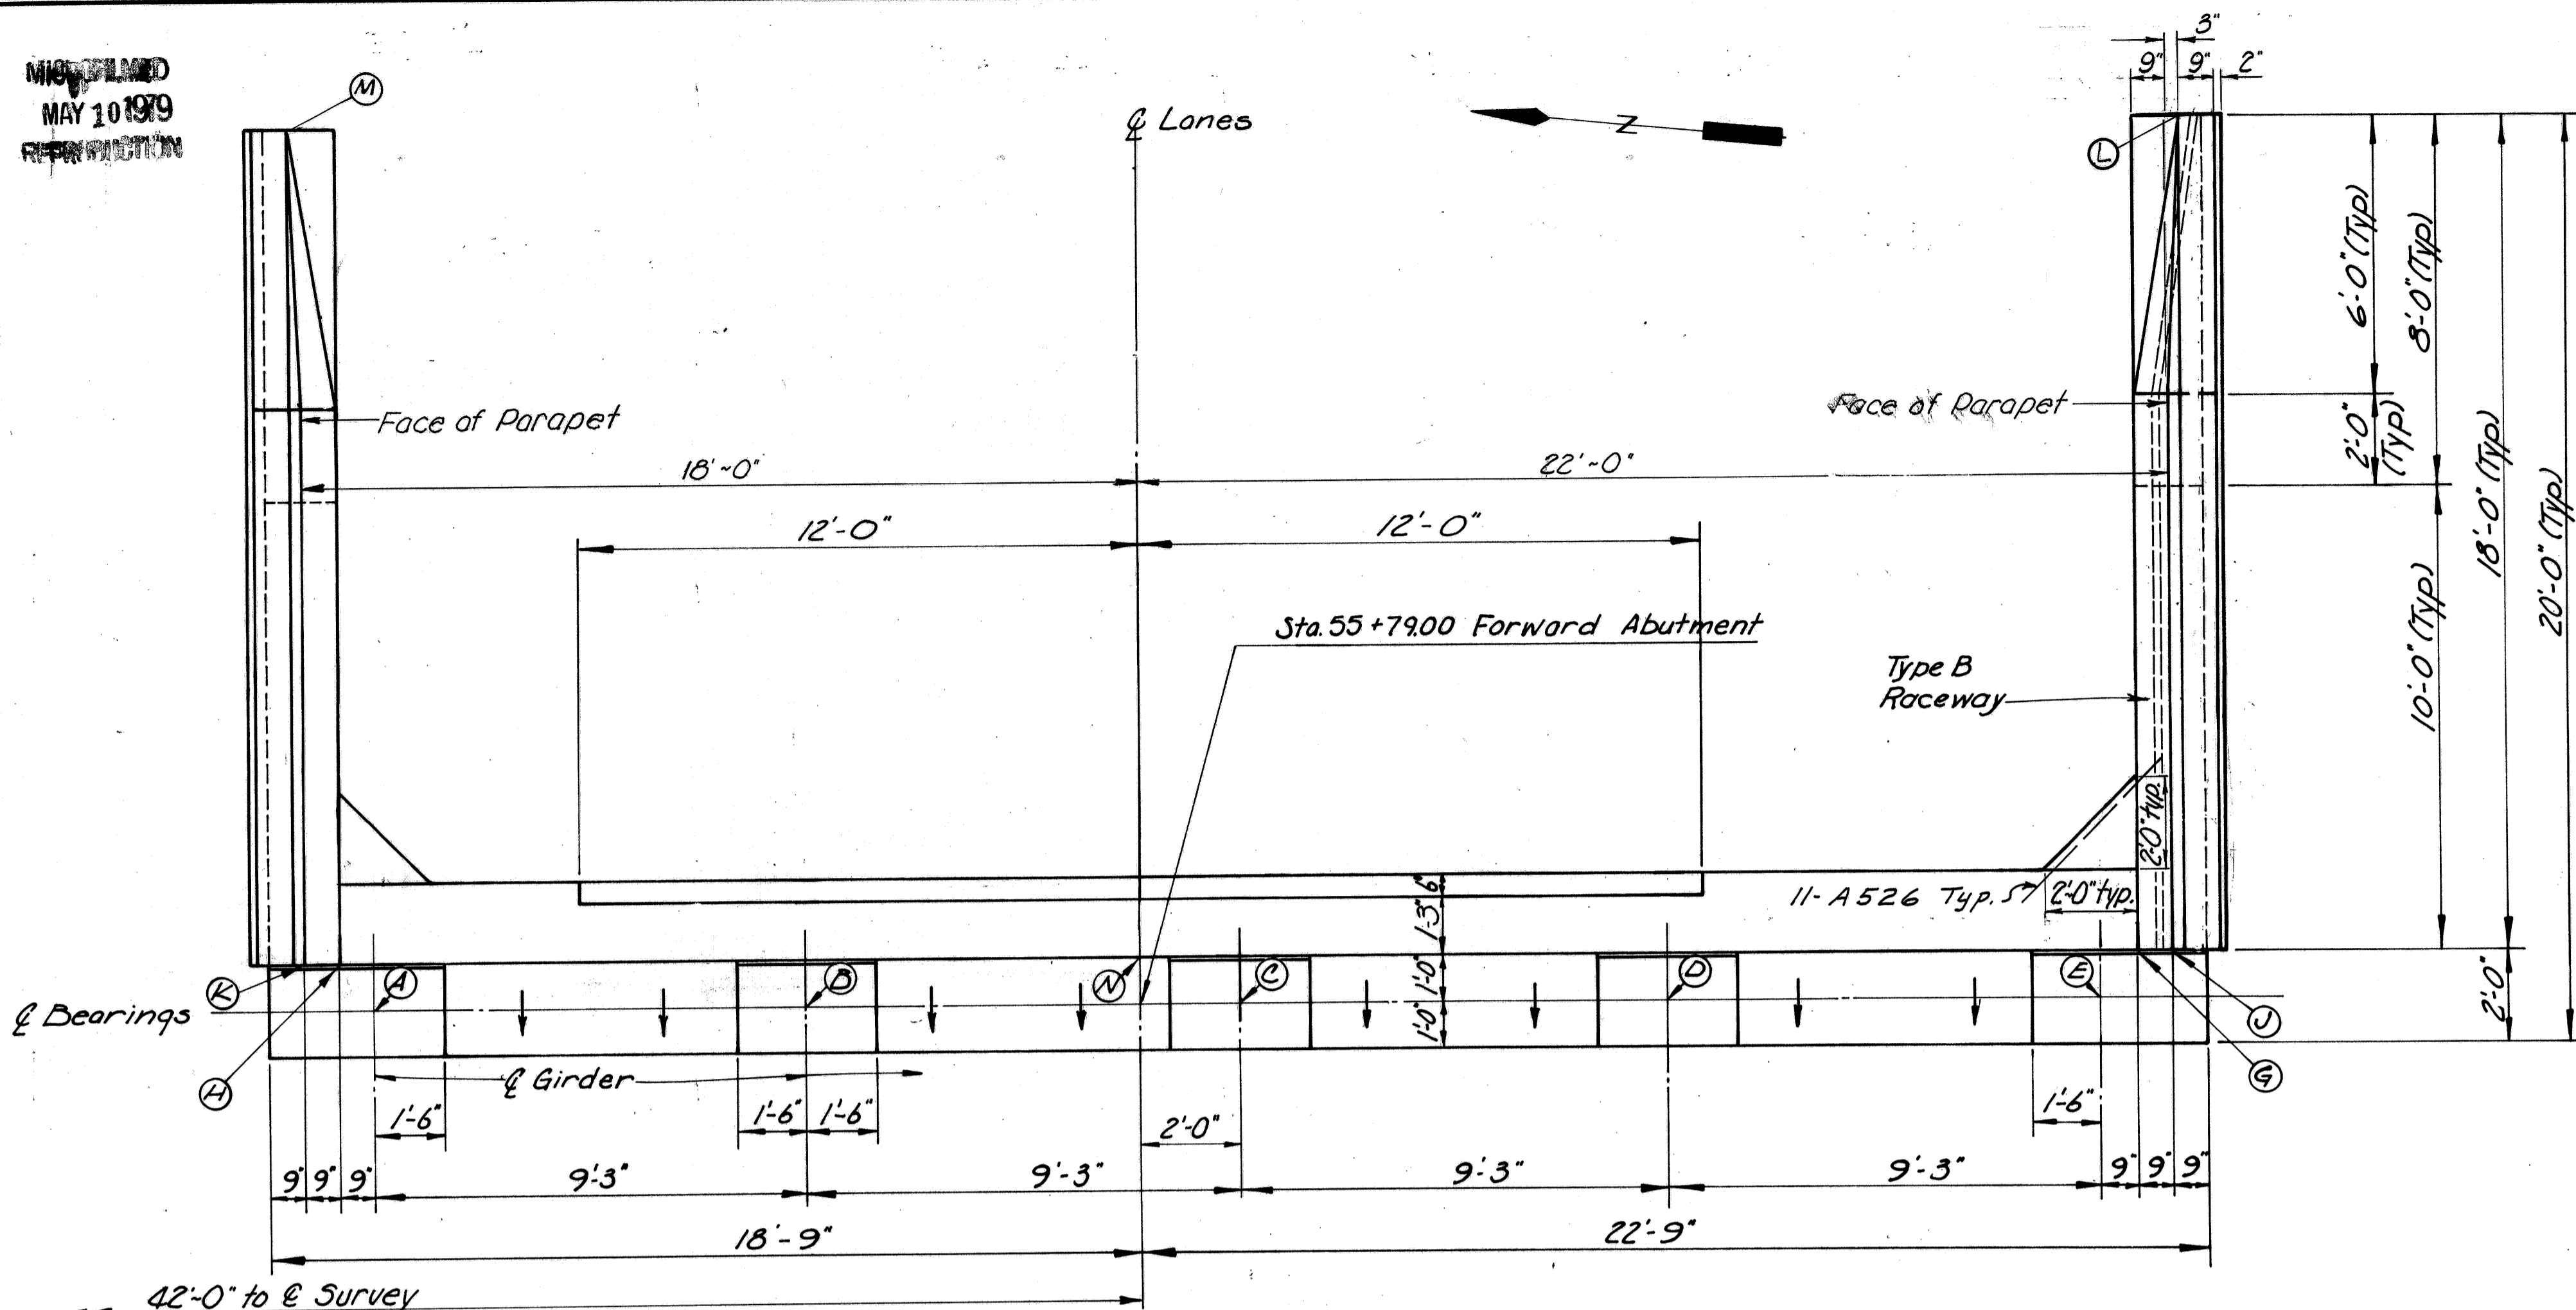 MICROFILMED
MAY 10 1979
REPRODUCTION
M
℄ Lanes
N
3"
9" 9" 2"
L
6'-0" (Typ)
8'-0" (Typ)
2'-0"
(Typ)
18'-0" (Typ)
20'-0" (Typ)
10'-0" (Typ)
2'-0"
Face of Parapet
Face of Parapet
18'-0"
22'-0"
12'-0"
12'-0"
Sta. 55+79.00 Forward Abutment
Type B
Raceway
2'-0" typ.
11-A526 Typ.
2'-0" typ.
6"
1'-3"
1'-0"
1'-0"
K
A
B
N
C
D
E
J
℄ Bearings
H
G
℄ Girder
1'-6"
1'-6" 1'-6"
2'-0"
1'-6"
9" 9" 9"
9'-3"
9'-3"
9'-3"
9'-3"
9" 9" 9"
18'-9"
22'-9"
42'-0" to ℄ Survey